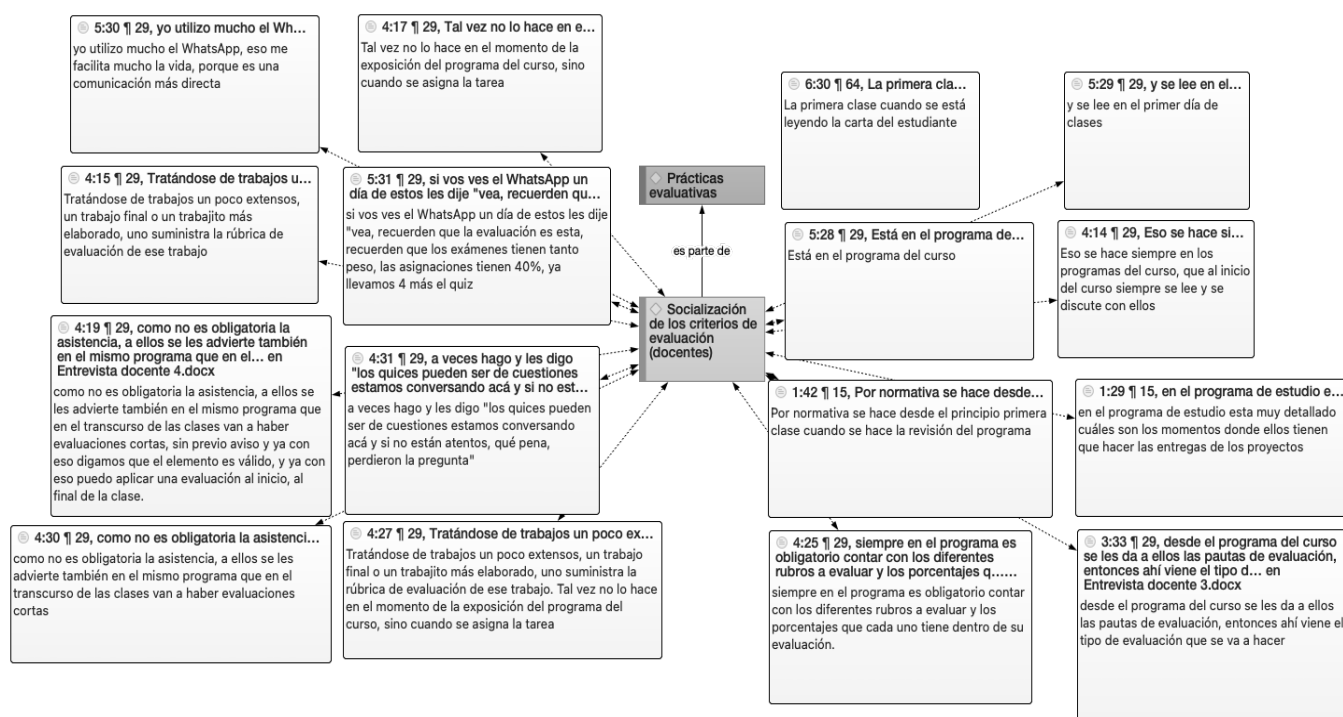 5:30 ¶ 29, yo utilizo mucho el Wh...
yo utilizo mucho el WhatsApp, eso me
facilita mucho la vida, porque es una
comunicación más directa
4:17 ¶ 29, Tal vez no lo hace en e...
Tal vez no lo hace en el momento de la
exposición del programa del curso, sino
cuando se asigna la tarea
6:30 ¶ 64, La primera cla...
La primera clase cuando se está
leyendo la carta del estudiante
5:29 ¶ 29, y se lee en el...
y se lee en el primer día de
clases
4:15 ¶ 29, Tratándose de trabajos u...
Tratándose de trabajos un poco extensos,
un trabajo final o un trabajito más
elaborado, uno suministra la rúbrica de
evaluación de ese trabajo
5:31 ¶ 29, si vos ves el WhatsApp un
día de estos les dije "vea, recuerden qu...
si vos ves el WhatsApp un día de estos les dije
"vea, recuerden que la evaluación es esta,
recuerden que los exámenes tienen tanto
peso, las asignaciones tienen 40%, ya
llevamos 4 más el quiz
Prácticas
evaluativas
es parte de
Socialización
de los criterios de
evaluación
(docentes)
5:28 ¶ 29, Está en el programa de...
Está en el programa del curso
4:14 ¶ 29, Eso se hace si...
Eso se hace siempre en los
programas del curso, que al inicio
del curso siempre se lee y se
discute con ellos
4:19 ¶ 29, como no es obligatoria la
asistencia, a ellos se les advierte también
en el mismo programa que en el... en
Entrevista docente 4.docx
como no es obligatoria la asistencia, a ellos se
les advierte también en el mismo programa que
en el transcurso de las clases van a haber
evaluaciones cortas, sin previo aviso y ya con
eso digamos que el elemento es válido, y ya con
eso puedo aplicar una evaluación al inicio, al
final de la clase.
4:31 ¶ 29, a veces hago y les digo
"los quices pueden ser de cuestiones
estamos conversando acá y si no est...
a veces hago y les digo "los quices pueden
ser de cuestiones estamos conversando
acá y si no están atentos, qué pena,
perdieron la pregunta"
1:42 ¶ 15, Por normativa se hace desde...
Por normativa se hace desde el principio primera
clase cuando se hace la revisión del programa
1:29 ¶ 15, en el programa de estudio e...
en el programa de estudio esta muy detallado
cuáles son los momentos donde ellos tienen
que hacer las entregas de los proyectos
4:30 ¶ 29, como no es obligatoria la asistenci...
como no es obligatoria la asistencia, a ellos se les
advierte también en el mismo programa que en el
transcurso de las clases van a haber evaluaciones
cortas
4:27 ¶ 29, Tratándose de trabajos un poco ex...
Tratándose de trabajos un poco extensos, un trabajo
final o un trabajito más elaborado, uno suministra la
rúbrica de evaluación de ese trabajo. Tal vez no lo hace
en el momento de la exposición del programa del
curso, sino cuando se asigna la tarea
4:25 ¶ 29, siempre en el programa es
obligatorio contar con los diferentes
rubros a evaluar y los porcentajes q......
siempre en el programa es obligatorio contar
con los diferentes rubros a evaluar y los
porcentajes que cada uno tiene dentro de su
evaluación.
3:33 ¶ 29, desde el programa del curso
se les da a ellos las pautas de evaluación,
entonces ahí viene el tipo d... en
Entrevista docente 3.docx
desde el programa del curso se les da a ellos
las pautas de evaluación, entonces ahí viene el
tipo de evaluación que se va a hacer